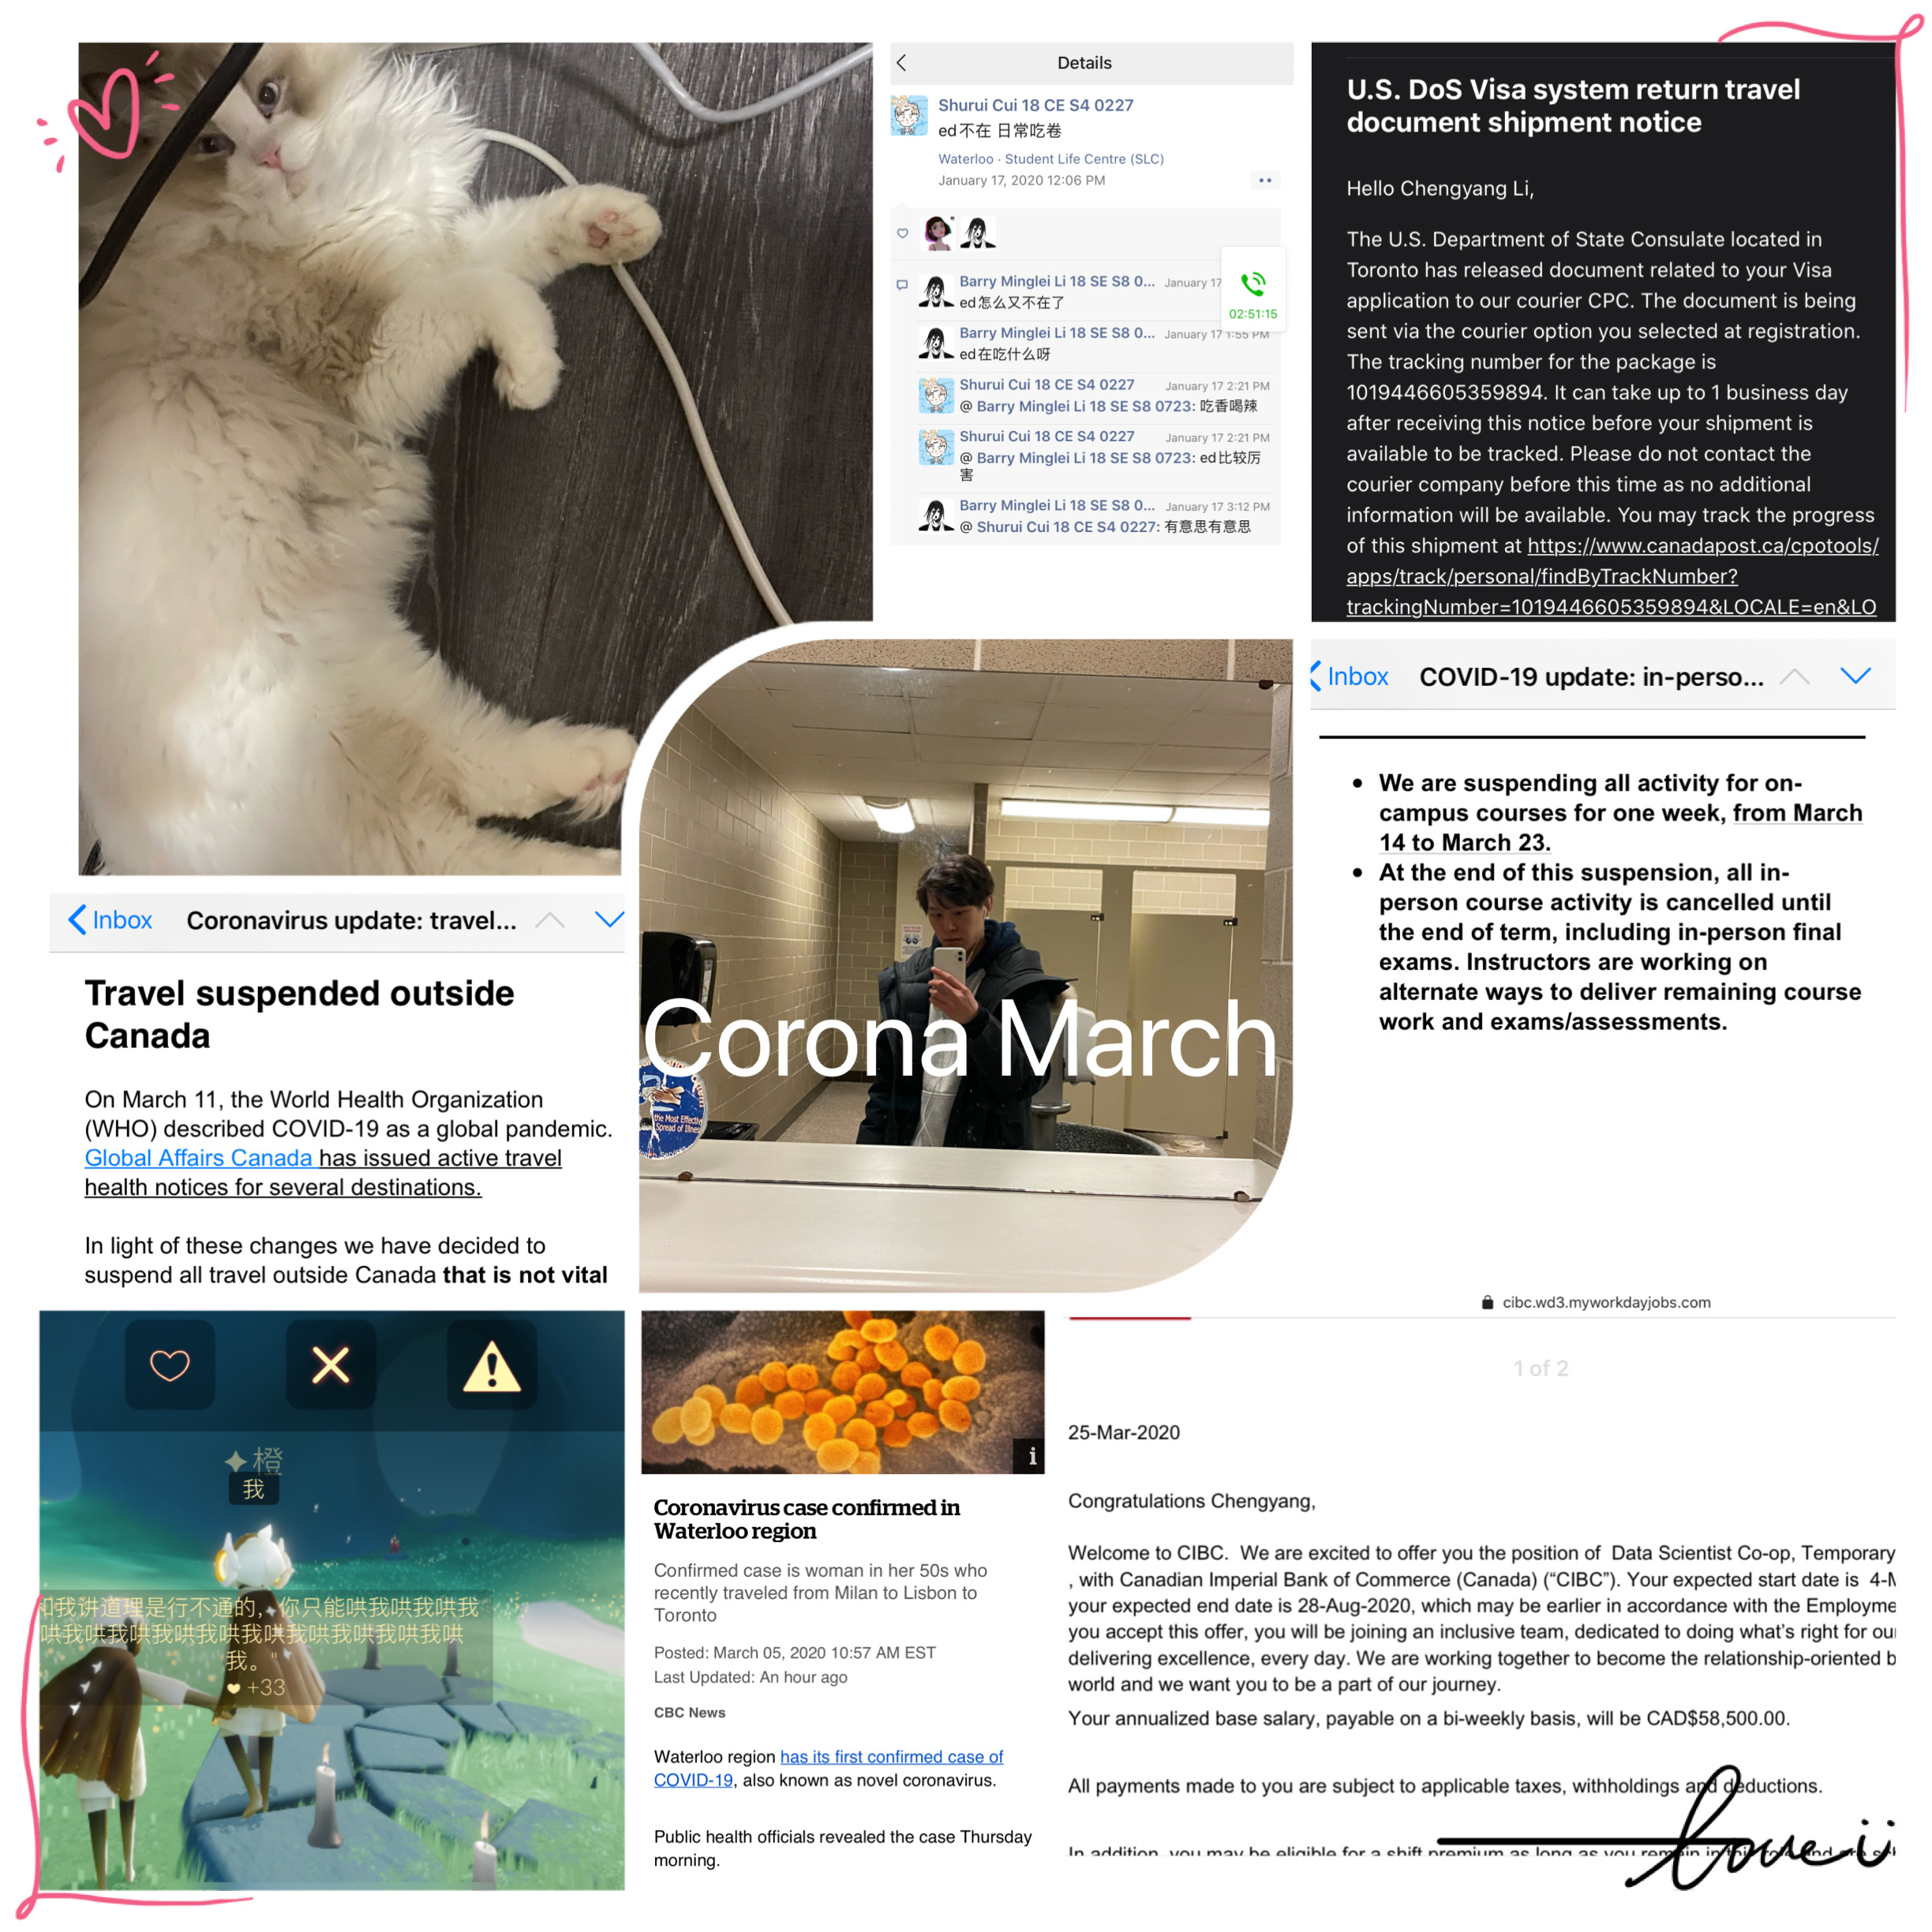 Details
Shurui Cui 18 CE S4 0227
ed不在 日常吃卷
Waterloo · Student Life Centre (SLC)
January 17, 2020 12:06 PM
Barry Minglei Li 18 SE S8 0... January 17
ed怎么又不在了
02:51:15
Barry Minglei Li 18 SE S8 0... January 17 1:55 PM
ed在吃什么呀
Shurui Cui 18 CE S4 0227 January 17 2:21 PM
@ Barry Minglei Li 18 SE S8 0723: 吃香喝辣
Shurui Cui 18 CE S4 0227 January 17 2:21 PM
@ Barry Minglei Li 18 SE S8 0723: ed比较厉
害
Barry Minglei Li 18 SE S8 0... January 17 3:12 PM
@ Shurui Cui 18 CE S4 0227: 有意思有意思
U.S. DoS Visa system return travel
document shipment notice
Hello Chengyang Li,
The U.S. Department of State Consulate located in
Toronto has released document related to your Visa
application to our courier CPC. The document is being
sent via the courier option you selected at registration.
The tracking number for the package is
1019446605359894. It can take up to 1 business day
after receiving this notice before your shipment is
available to be tracked. Please do not contact the
courier company before this time as no additional
information will be available. You may track the progress
of this shipment at https://www.canadapost.ca/cpotools/
apps/track/personal/findByTrackNumber?
trackingNumber=1019446605359894&LOCALE=en&LO
Inbox COVID-19 update: in-perso...
• We are suspending all activity for on-
campus courses for one week, from March
14 to March 23.
• At the end of this suspension, all in-
person course activity is cancelled until
the end of term, including in-person final
exams. Instructors are working on
alternate ways to deliver remaining course
work and exams/assessments.
Inbox Coronavirus update: travel...
Travel suspended outside
Canada
On March 11, the World Health Organization
(WHO) described COVID-19 as a global pandemic.
Global Affairs Canada has issued active travel
health notices for several destinations.
In light of these changes we have decided to
suspend all travel outside Canada that is not vital
Corona March
the Most Effective
Spread of Illness
橙
我
和我讲道理是行不通的，你只能哄我哄我哄我
哄我哄我哄我哄我哄我哄我哄我哄我哄
我。"
+33
Coronavirus case confirmed in
Waterloo region
Confirmed case is woman in her 50s who
recently traveled from Milan to Lisbon to
Toronto
Posted: March 05, 2020 10:57 AM EST
Last Updated: An hour ago
CBC News
Waterloo region has its first confirmed case of
COVID-19, also known as novel coronavirus.
Public health officials revealed the case Thursday
morning.
cibc.wd3.myworkdayjobs.com
1 of 2
25-Mar-2020
Congratulations Chengyang,
Welcome to CIBC. We are excited to offer you the position of Data Scientist Co-op, Temporary
, with Canadian Imperial Bank of Commerce (Canada) ("CIBC"). Your expected start date is 4-M
your expected end date is 28-Aug-2020, which may be earlier in accordance with the Employme
you accept this offer, you will be joining an inclusive team, dedicated to doing what's right for our
delivering excellence, every day. We are working together to become the relationship-oriented b
world and we want you to be a part of our journey.
Your annualized base salary, payable on a bi-weekly basis, will be CAD$58,500.00.
All payments made to you are subject to applicable taxes, withholdings and deductions.
In addition, you may be eligible for a shift premium as long as you remain in this role and are